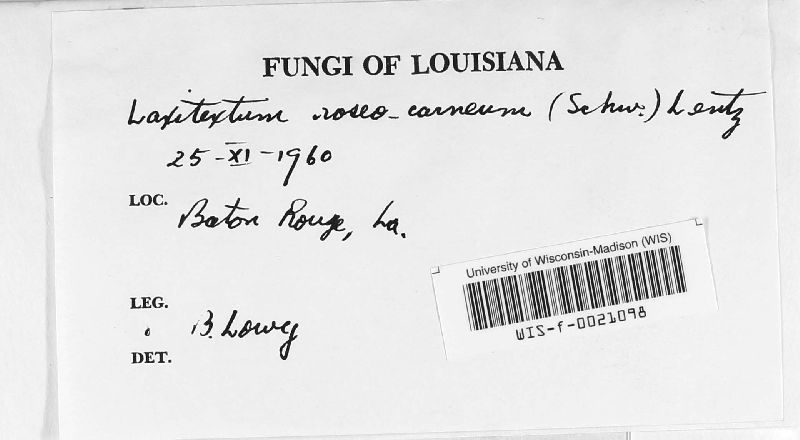 FUNGI OF LOUISIANA
Laxitextum roseo-carneum (Schw.) Lentz
25-XI-1960
LOC. Baton Rouge, La.
University of Wisconsin-Madison (WIS)
WIS-f-0021098
LEG.
& B. Lowy
DET.